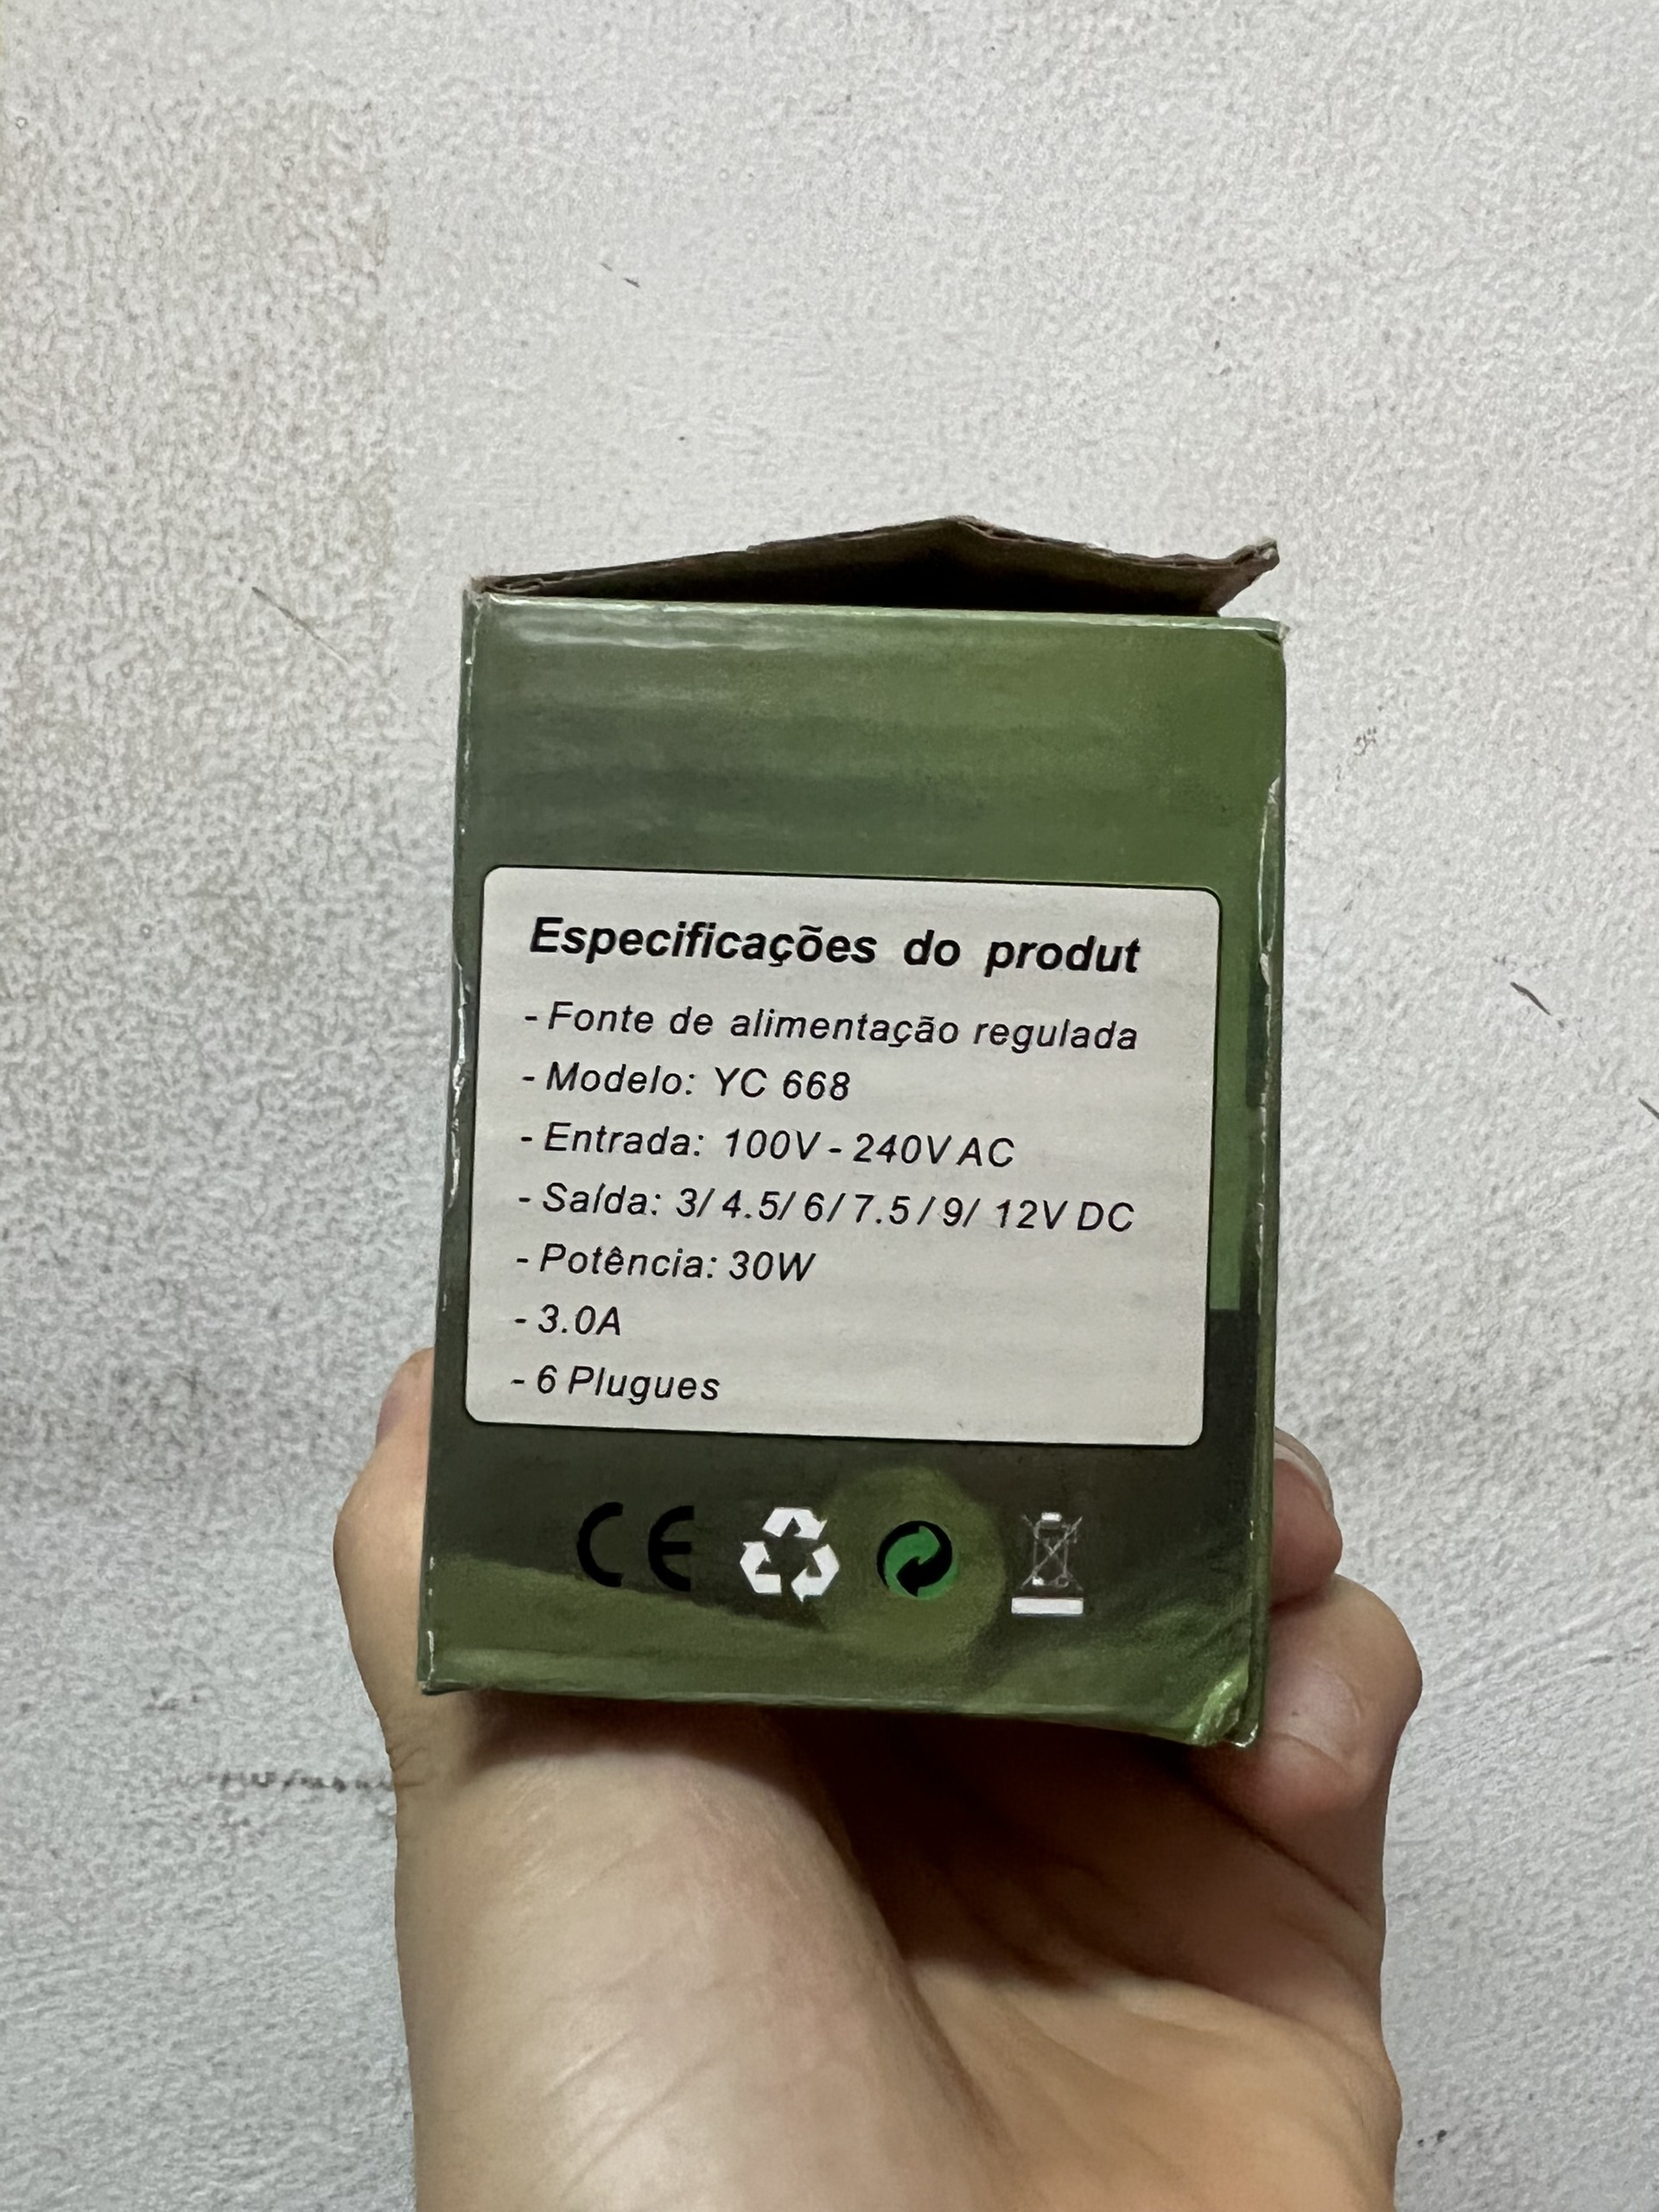 Especificações do produt
- Fonte de alimentação regulada
- Modelo: YC 668
- Entrada: 100V - 240V AC
- Saída: 3/ 4.5/ 6/ 7.5 / 9/ 12V DC
- Potência: 30W
- 3.0A
- 6 Plugues
CE